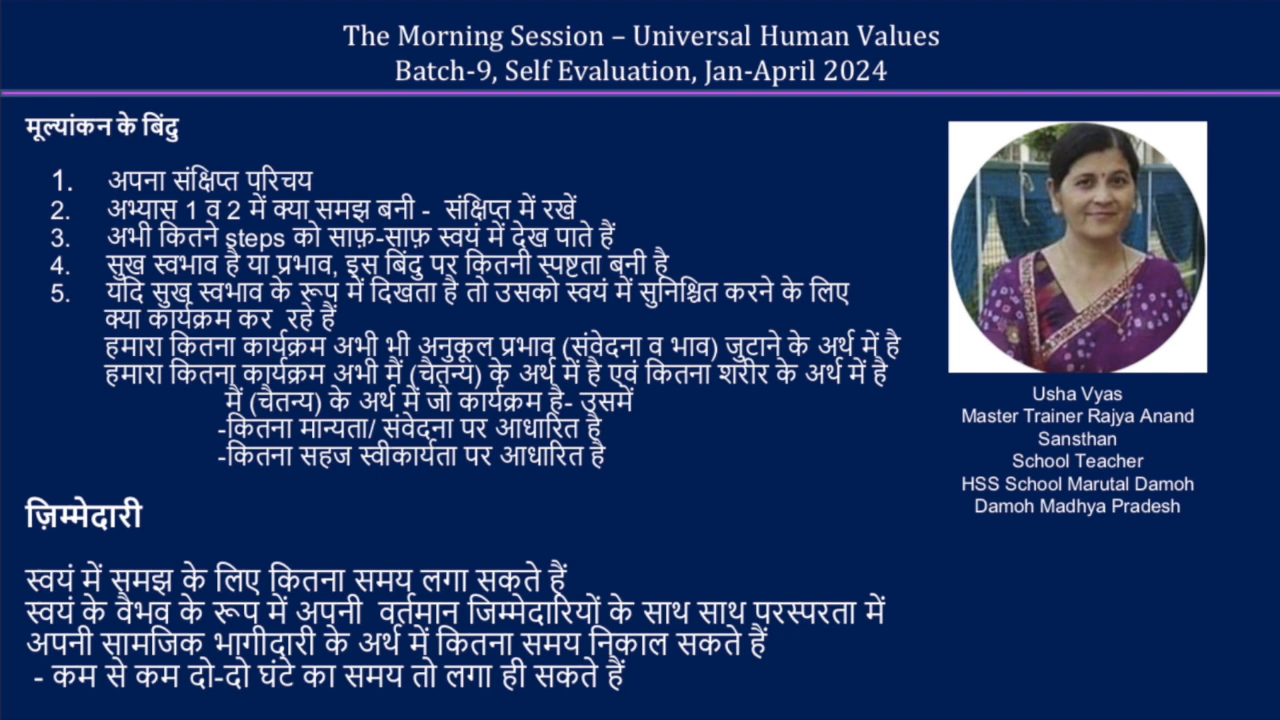 The Morning Session – Universal Human Values
Batch-9, Self Evaluation, Jan-April 2024
मूल्यांकन के बिंदु
1. अपना संक्षिप्त परिचय
2. अभ्यास 1 व 2 में क्या समझ बनी - संक्षिप्त में रखें
3. अभी कितने steps को साफ़-साफ़ स्वयं में देख पाते हैं
4. सुख स्वभाव है या प्रभाव, इस बिंदु पर कितनी स्पष्टता बनी है
5. यदि सुख स्वभाव के रूप में दिखता है तो उसको स्वयं में सुनिश्चित करने के लिए
क्या कार्यक्रम कर रहे हैं
हमारा कितना कार्यक्रम अभी भी अनुकूल प्रभाव (संवेदना व भाव) जुटाने के अर्थ में है
हमारा कितना कार्यक्रम अभी मैं (चैतन्य) के अर्थ में है एवं कितना शरीर के अर्थ में है
मैं (चैतन्य) के अर्थ में जो कार्यक्रम है- उसमें
-कितना मान्यता/ संवेदना पर आधारित है
-कितना सहज स्वीकार्यता पर आधारित है
ज़िम्मेदारी
स्वयं में समझ के लिए कितना समय लगा सकते हैं
स्वयं के वैभव के रूप में अपनी वर्तमान जिम्मेदारियों के साथ साथ परस्परता में
अपनी सामजिक भागीदारी के अर्थ में कितना समय निकाल सकते हैं
- कम से कम दो-दो घंटे का समय तो लगा ही सकते हैं
Usha Vyas
Master Trainer Rajya Anand
Sansthan
School Teacher
HSS School Marutal Damoh
Damoh Madhya Pradesh